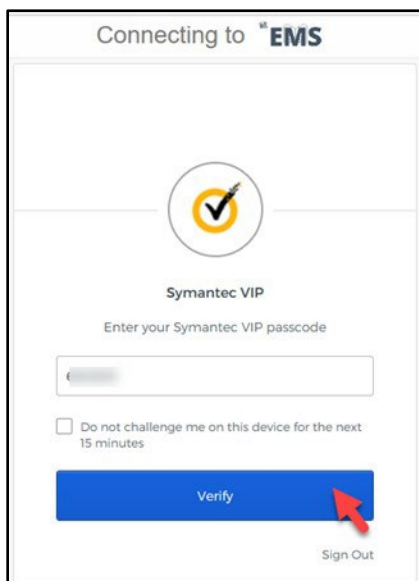 Connecting to EMS
Symantec VIP
Enter your Symantec VIP passcode
Do not challenge me on this device for the next
15 minutes
Verify
Sign Out